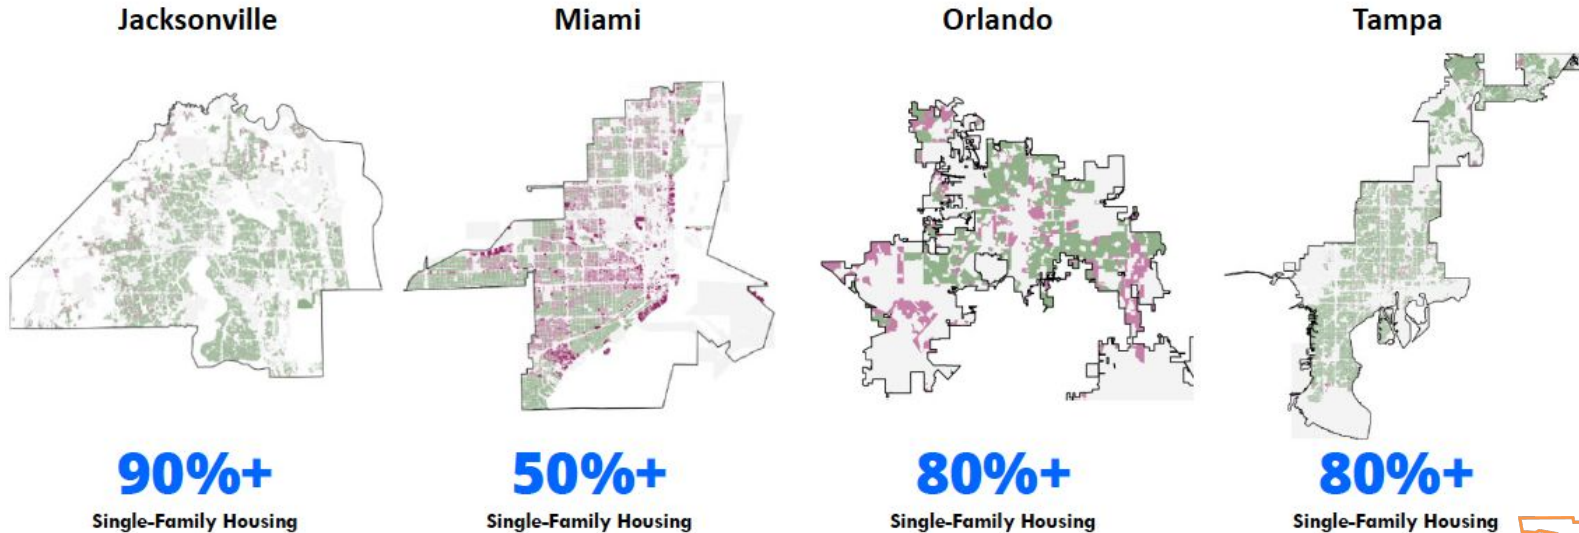 Jacksonville
Miami
Orlando
Tampa
90%+
50%+
80%+
80%+
Single-Family Housing
Single-Family Housing
Single-Family Housing
Single-Family Housing